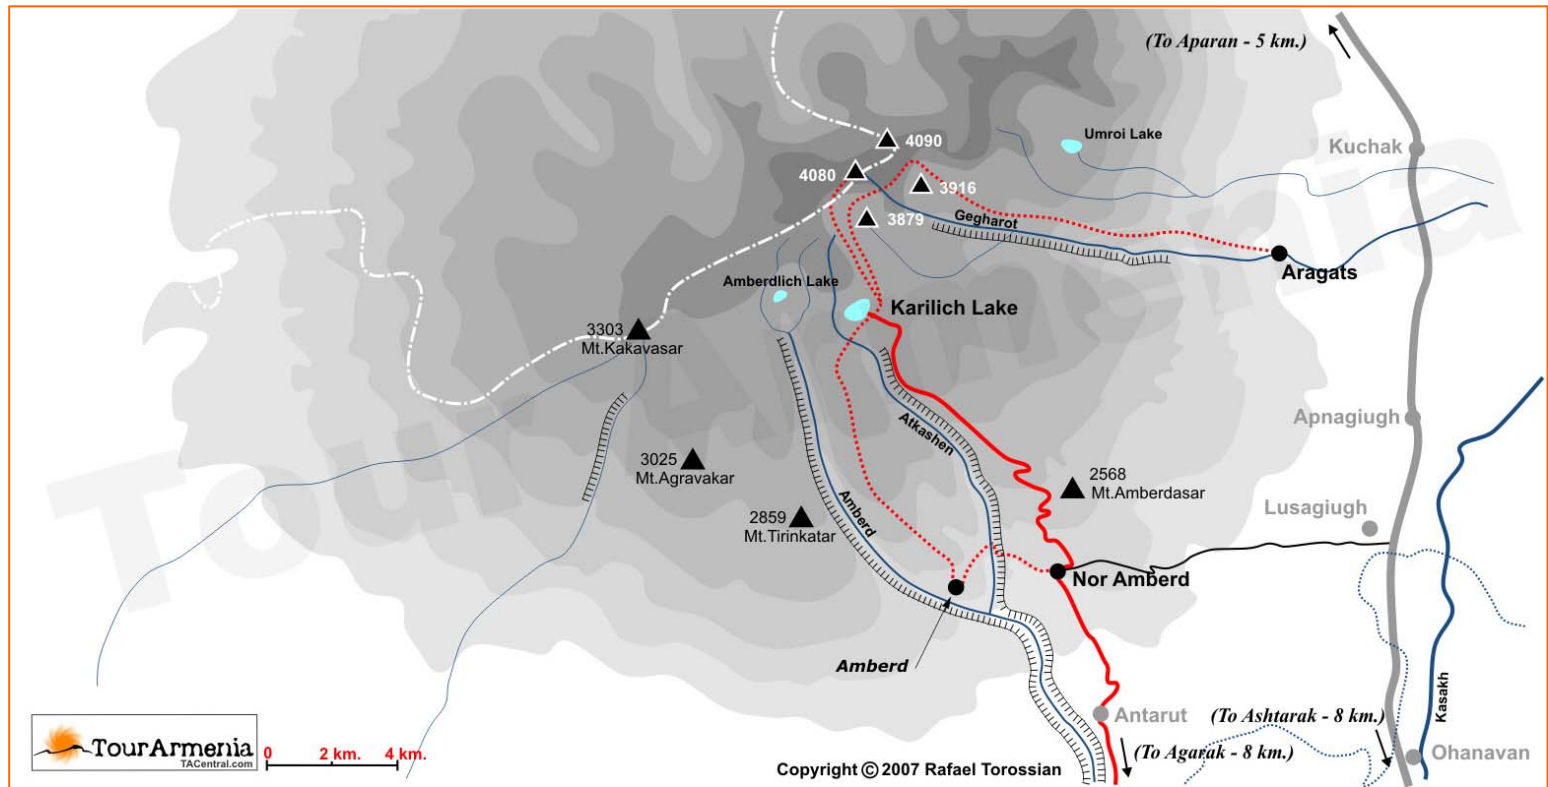 (To Aparan - 5 km.)
Umroi Lake
Kuchak
4090
4080
3916
3879
Gegharot
Aragats
Amberdlich Lake
Karilich Lake
3303
Mt.Kakavasar
Apnagiugh
Atkashen
3025
Mt.Agravakar
2568
Mt.Amberdasar
Amberd
2859
Mt.Tirinkatar
Lusagiugh
Nor Amberd
Amberd
Kasakh
Antarut
(To Ashtarak - 8 km.)
(To Agarak - 8 km.)
Ohanavan
TourArmenia
TACentral.com
0 2 km. 4 km.
Copyright © 2007 Rafael Torossian
Tour Armenia